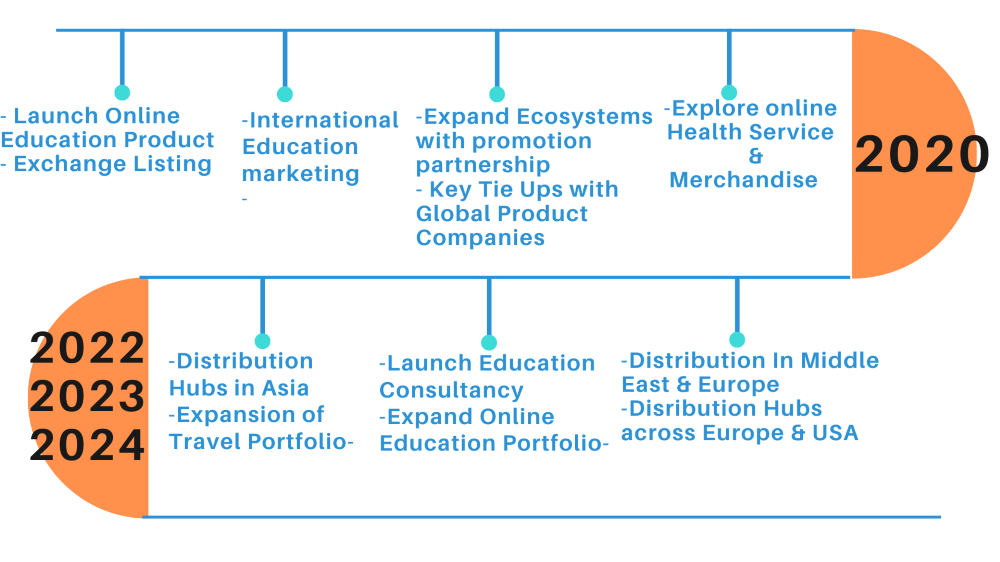 - Launch Online
Education Product
- Exchange Listing
-International
Education
marketing
-
-Expand Ecosystems
with promotion
partnership
- Key Tie Ups with
Global Product
Companies
-Explore online
Health Service
&
Merchandise
2020
2022
2023
2024
-Distribution
Hubs in Asia
-Expansion of
Travel Portfolio-
-Launch Education
Consultancy
-Expand Online
Education Portfolio-
-Distribution In Middle
East & Europe
-Disribution Hubs
across Europe & USA